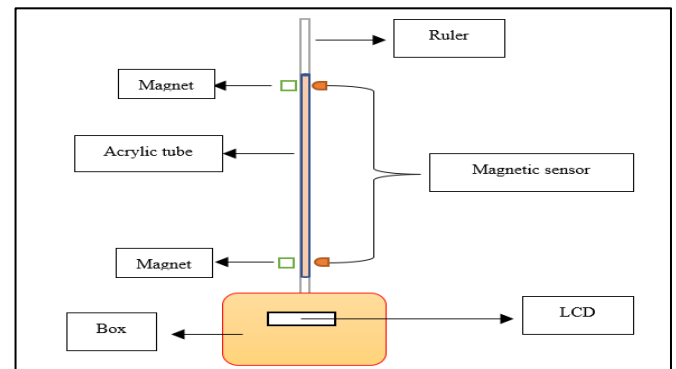 Ruler
Magnet
Acrylic tube
Magnetic sensor
Magnet
LCD
Box